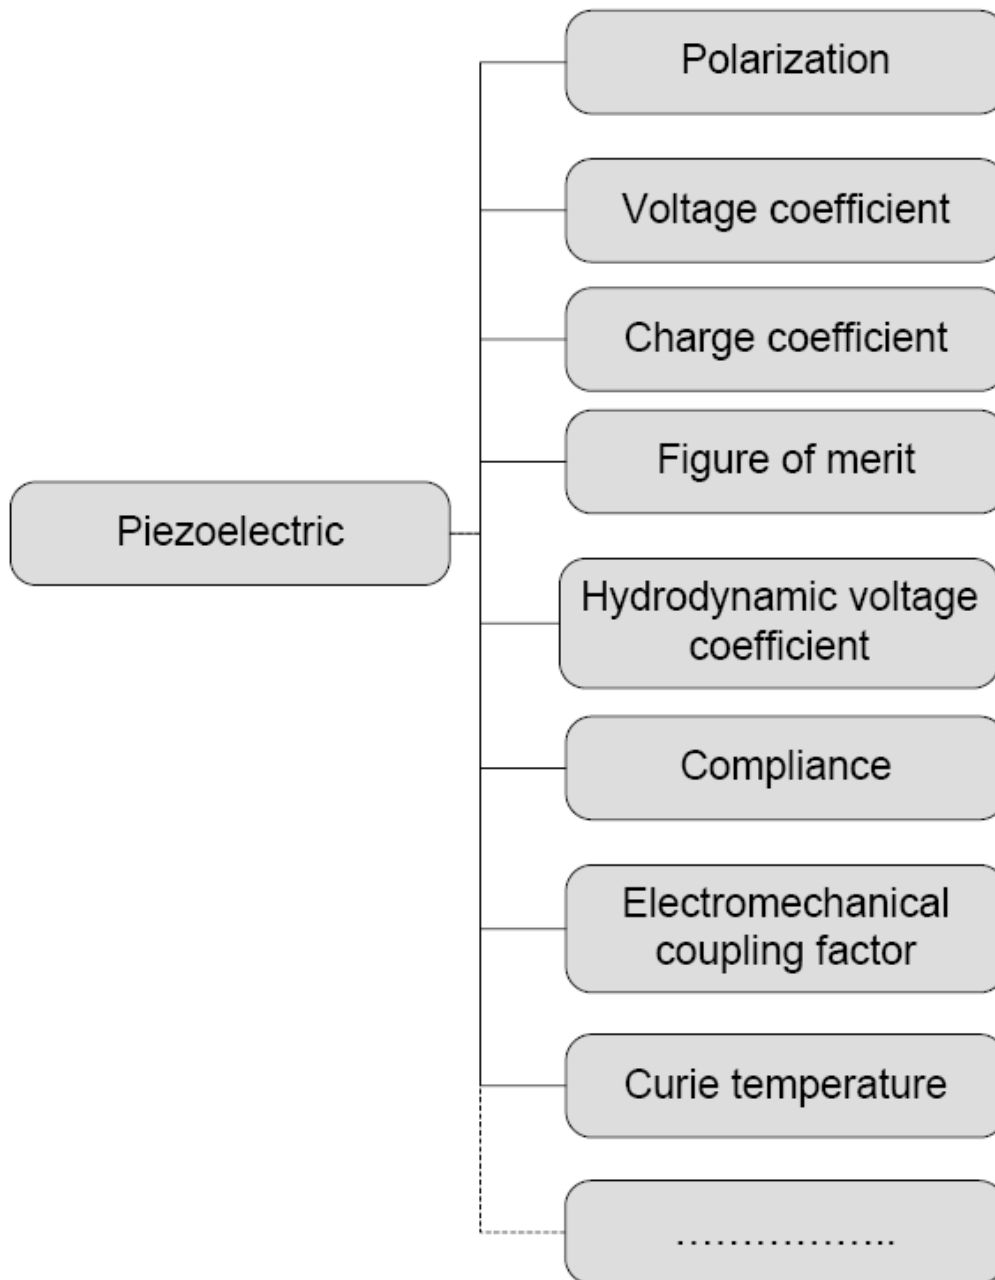 Polarization
Voltage coefficient
Charge coefficient
Figure of merit
Piezoelectric
Hydrodynamic voltage
coefficient
Compliance
Electromechanical
coupling factor
Curie temperature
……………..